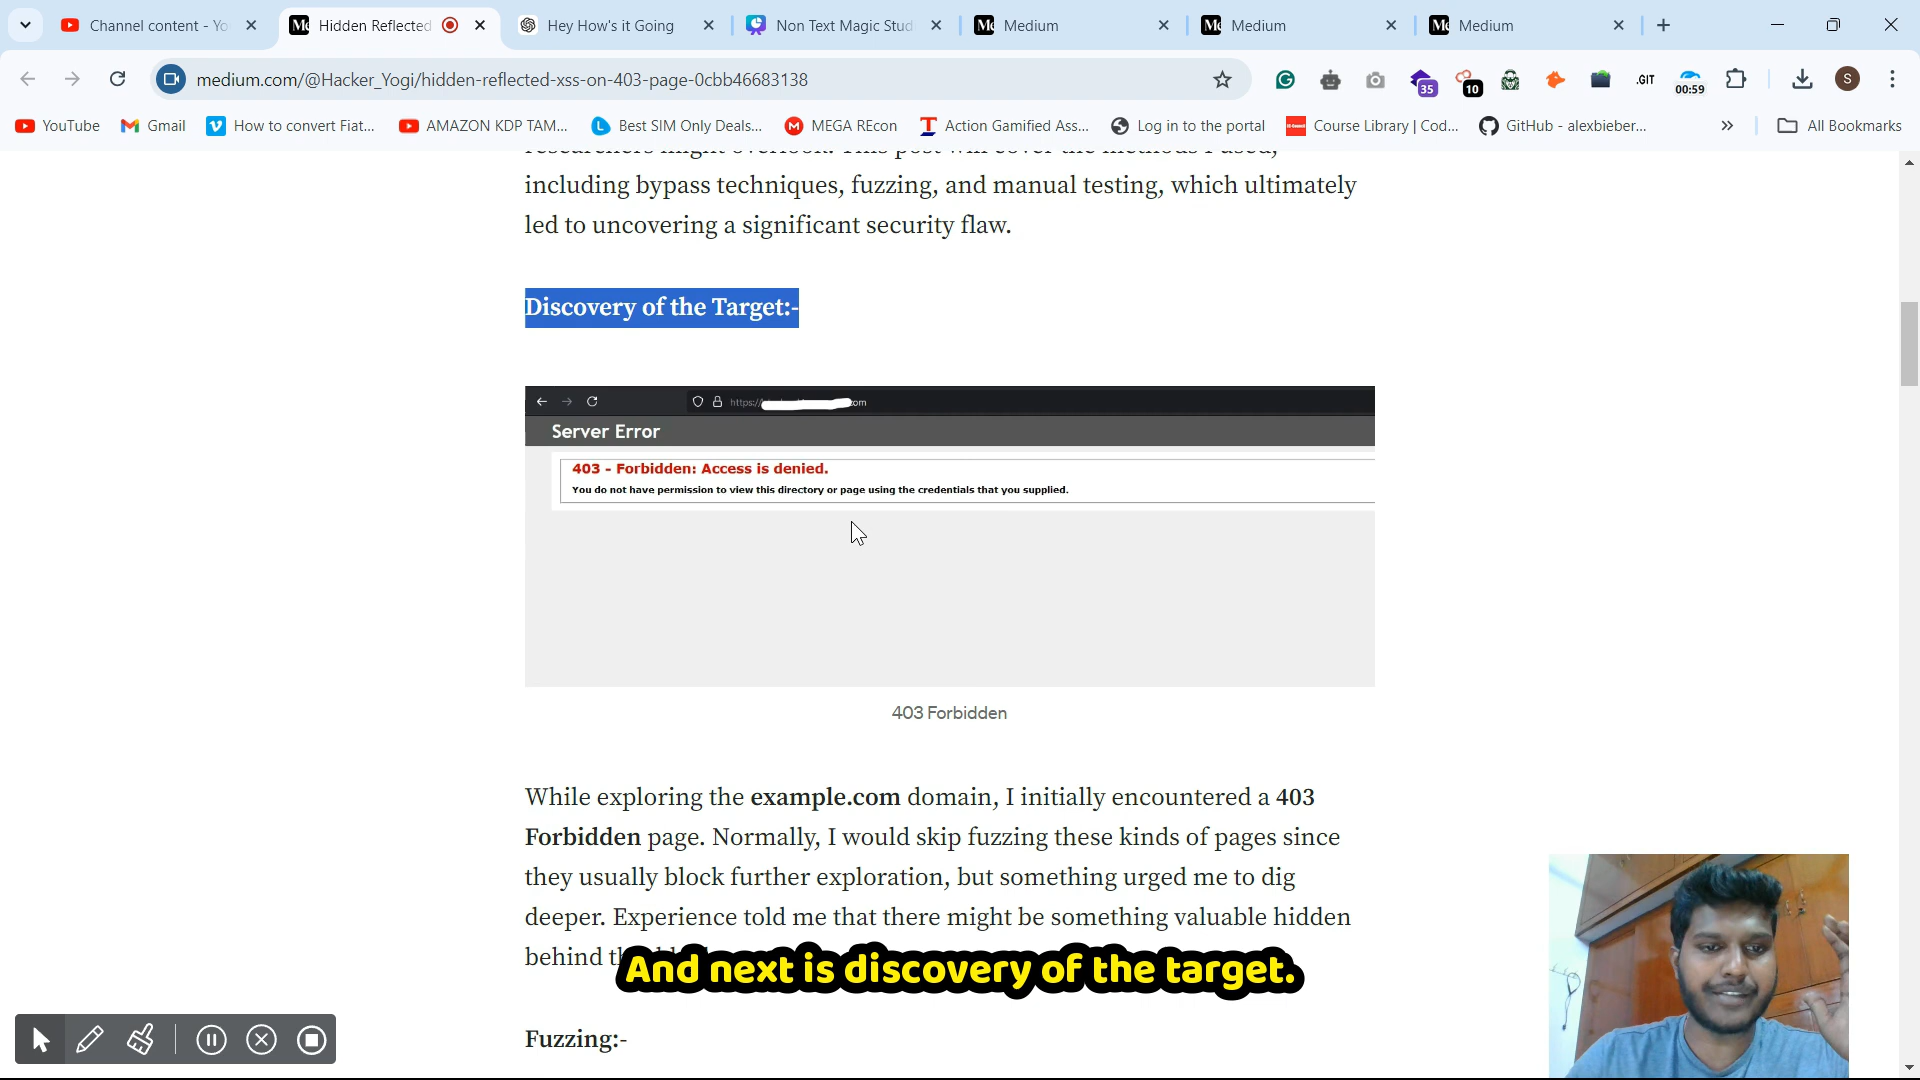 Channel content - Yo
Hidden Reflected
Hey How's it Going
Non Text Magic Stud
Medium
Medium
Medium
medium.com/@Hacker_Yogi/hidden-reflected-xss-on-403-page-0cbb46683138
35
10
.GIT
00:59
S
YouTube
Gmail
How to convert Fiat...
AMAZON KDP TAM...
Best SIM Only Deals...
MEGA REcon
Action Gamified Ass...
Log in to the portal
Course Library | Cod...
GitHub - alexbieber...
»
All Bookmarks
including bypass techniques, fuzzing, and manual testing, which ultimately
led to uncovering a significant security flaw.
Discovery of the Target:-
https://
com
Server Error
403 - Forbidden: Access is denied.
You do not have permission to view this directory or page using the credentials that you supplied.
403 Forbidden
While exploring the example.com domain, I initially encountered a 403
Forbidden page. Normally, I would skip fuzzing these kinds of pages since
they usually block further exploration, but something urged me to dig
deeper. Experience told me that there might be something valuable hidden
behind
And next is discovery of the target.
Fuzzing:-